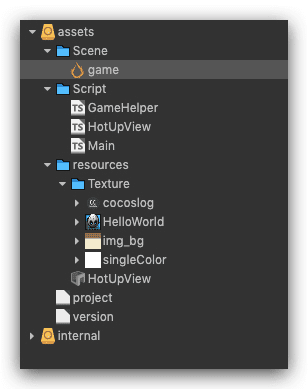 assets
Scene
game
Script
TS GameHelper
TS HotUpView
TS Main
resources
Texture
cocoslog
HelloWorld
img_bg
singleColor
HotUpView
project
version
internal